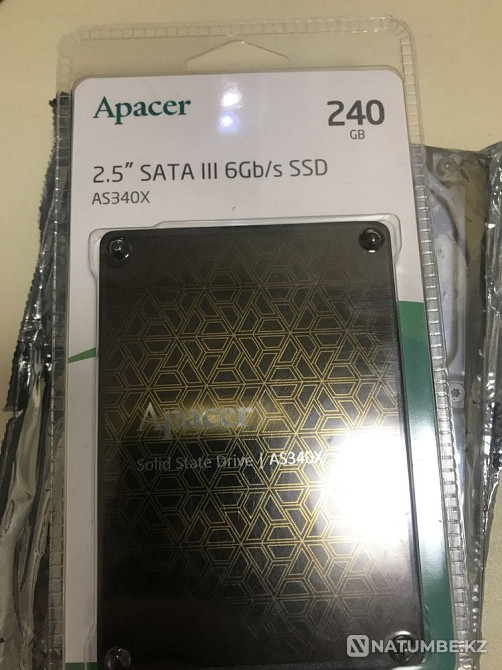 Apacer
240
GB
2.5" SATA III 6Gb/s SSD
AS340X
Apacer
Solid State Drive | AS340X
NATUMBE.KZ